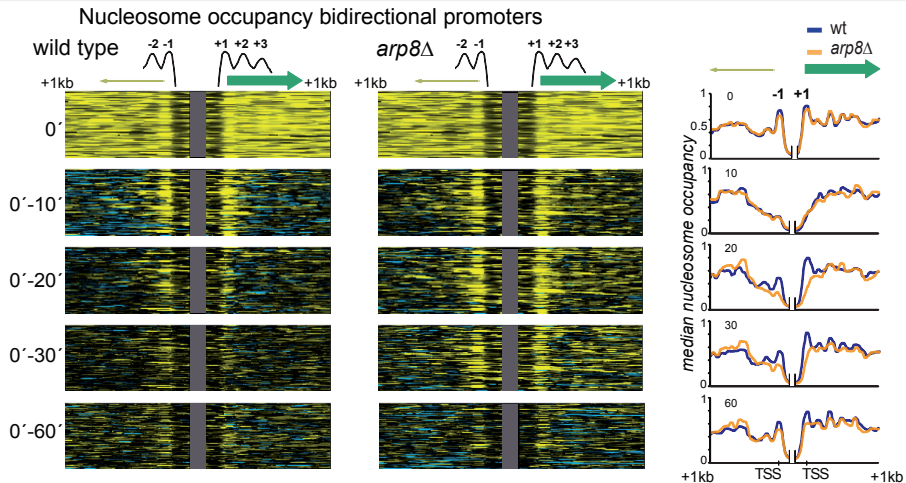 Nucleosome occupancy bidirectional promoters
wild type
-2 -1
+1 +2 +3
arp8Δ
-2 -1
+1 +2 +3
wt
arp8Δ
+1kb
+1kb
+1kb
+1kb
0´
0´-10´
0´-20´
0´-30´
0´-60´
median nucleosome occupancy
1
0.5
0
0
-1
+1
1
0
10
1
0
20
1
0
30
1
0
60
+1kb
TSS
TSS
+1kb